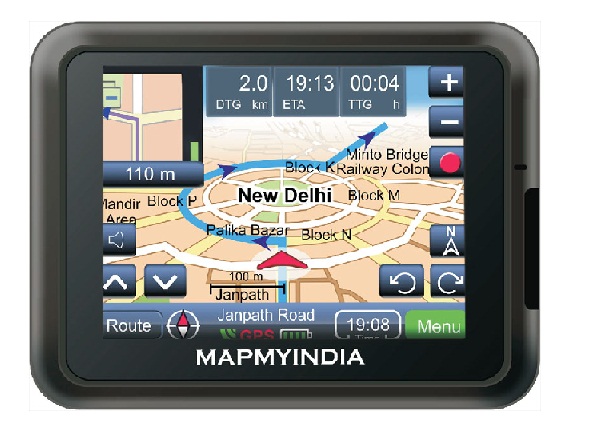 2.0 19:13 00:04
DTG km ETA TTG h
+
−
110 m
Minto Bridge
Block K Railway Colon
Mandir Block P New Delhi Block M
Area
Palika Bazar Block N
N
100 m
Janpath
Janpath Road
Route GPS 19:08 Menu
Time
MAPMYINDIA